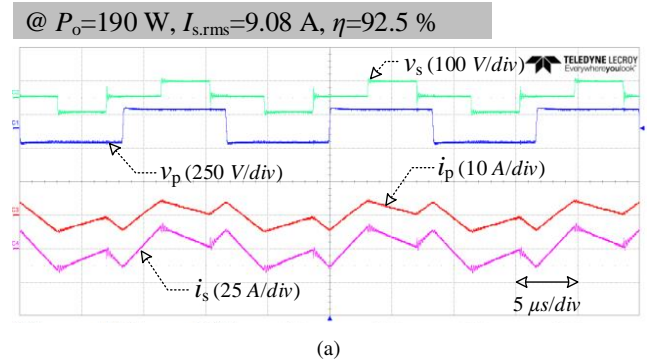 @ Pₒ=190 W, Iₛ.ᵣₘₛ=9.08 A, η=92.5 %
vₛ (100 V/div)
TELEDYNE LECROY
Everywhereyoulook"
vₚ (250 V/div)
iₚ (10 A/div)
iₛ (25 A/div)
5 μs/div
(a)